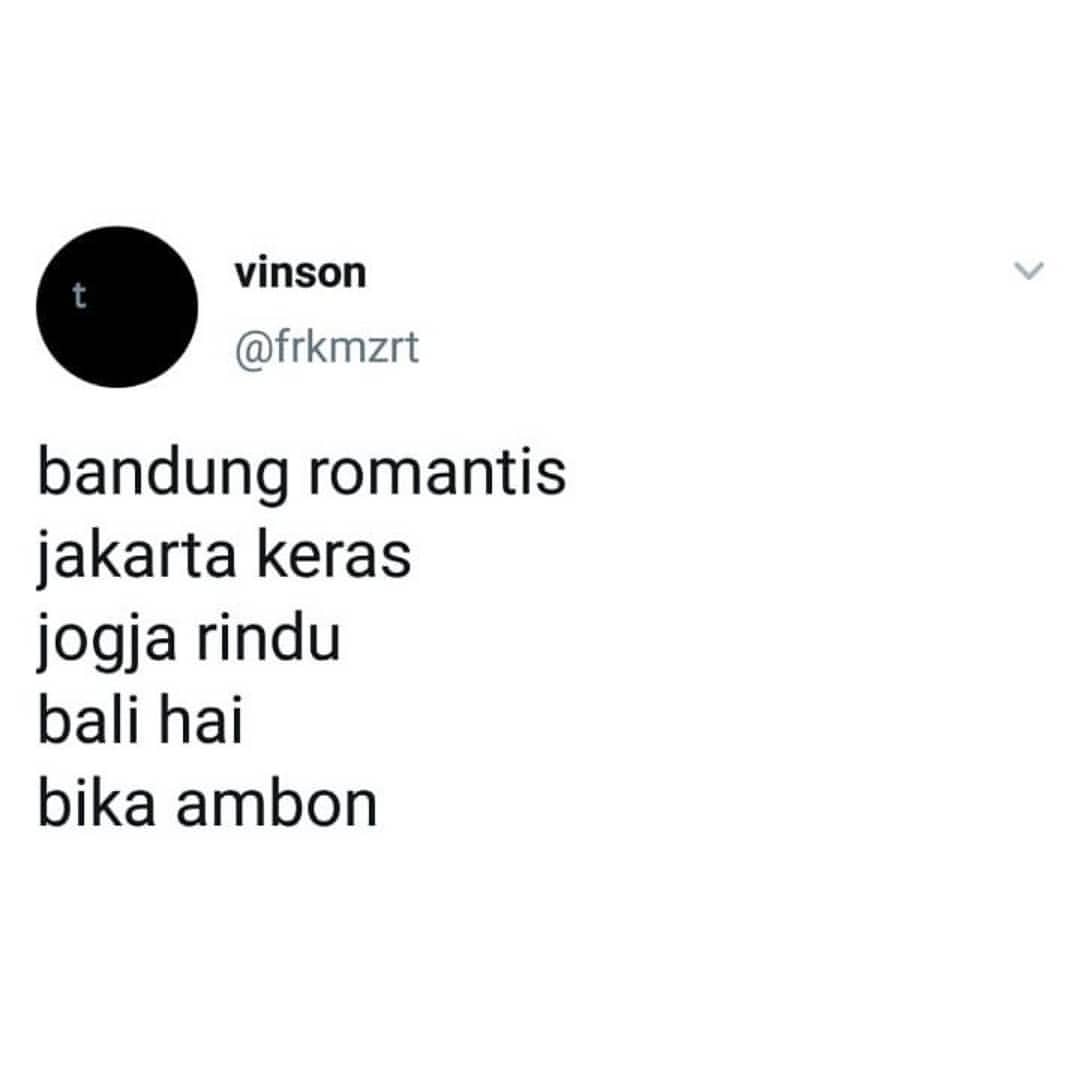 t
vinson
@frkmzrt
bandung romantis
jakarta keras
jogja rindu
bali hai
bika ambon